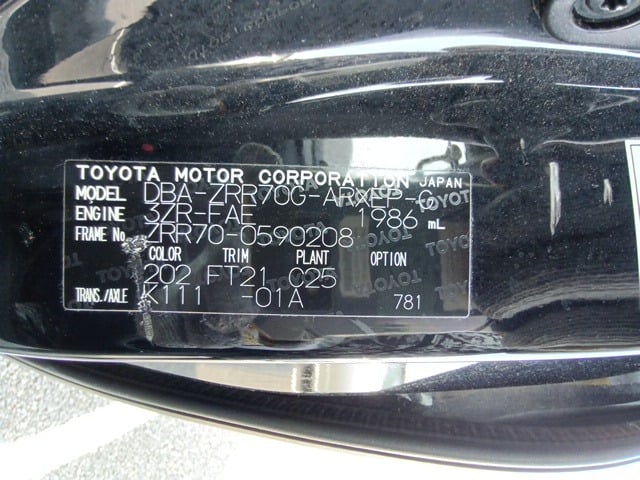 TOYOTA MOTOR CORPORATION JAPAN
MODEL DBA-ZRR70G-ARXEP-G
ENGINE 3ZR-FAE 1986 mL
FRAME No. ZRR70-0590208
COLOR TRIM PLANT OPTION
202 FT21 C25
TRANS./AXLE K111 -01A 781